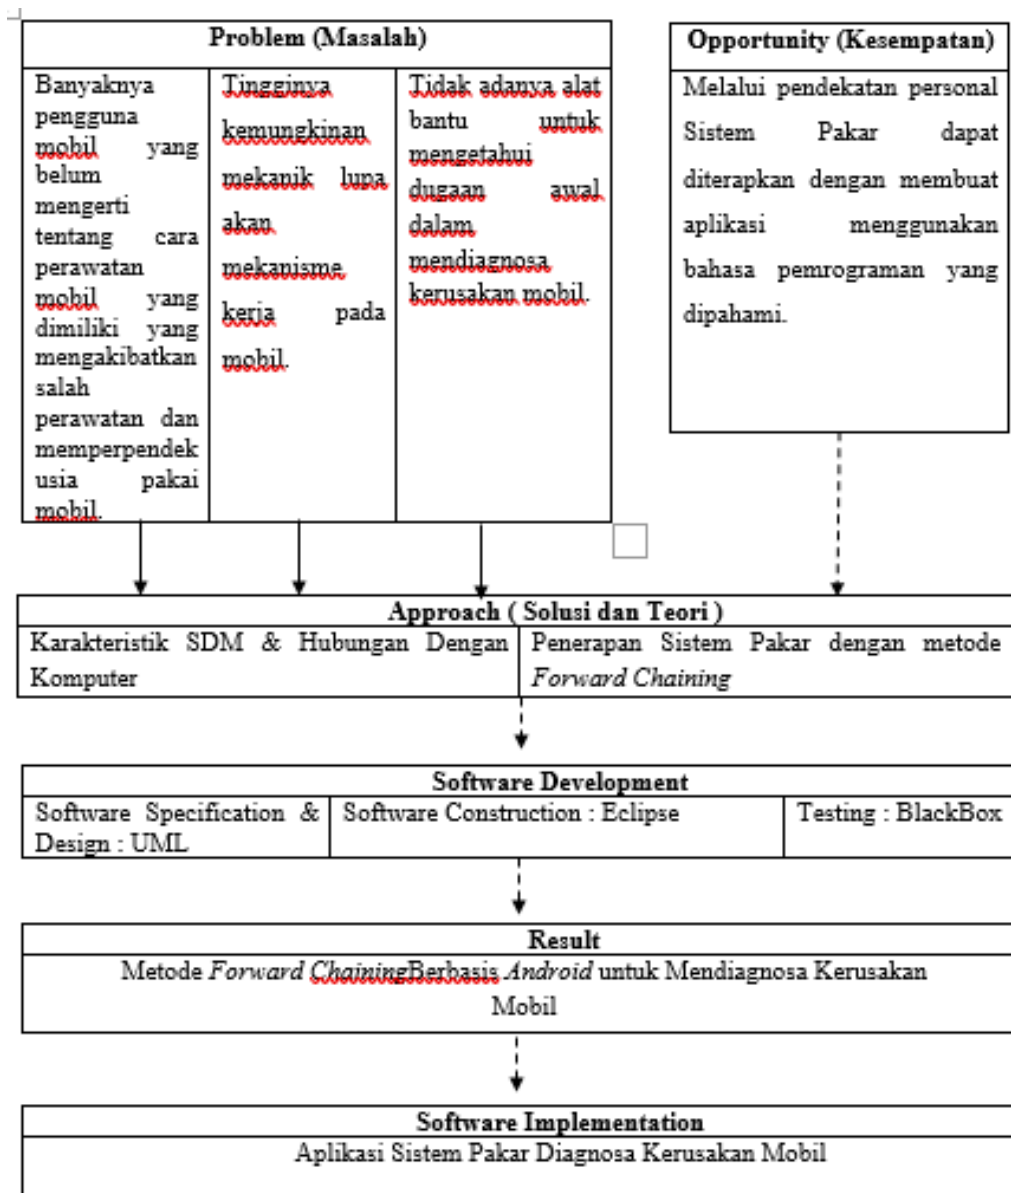 Problem (Masalah)
Banyaknya
pengguna
mobil yang
belum
mengerti
tentang cara
perawatan
mobil yang
dimiliki yang
mengakibatkan
salah
perawatan dan
memperpendek
usia pakai
mobil.
Tingginya
kemungkinan
mekanik lupa
akan
mekanisme
kerja pada
mobil.
Tidak adanya alat
bantu untuk
mengetahui
dugaan awal
dalam
mendiagnosa
kerusakan mobil.
Opportunity (Kesempatan)
Melalui pendekatan personal
Sistem Pakar dapat
diterapkan dengan membuat
aplikasi menggunakan
bahasa pemrograman yang
dipahami.
Approach ( Solusi dan Teori )
Karakteristik SDM & Hubungan Dengan
Komputer
Penerapan Sistem Pakar dengan metode
Forward Chaining
Software Development
Software Specification &
Design : UML
Software Construction : Eclipse
Testing : BlackBox
Result
Metode Forward ChainingBerbasis Android untuk Mendiagnosa Kerusakan
Mobil
Software Implementation
Aplikasi Sistem Pakar Diagnosa Kerusakan Mobil